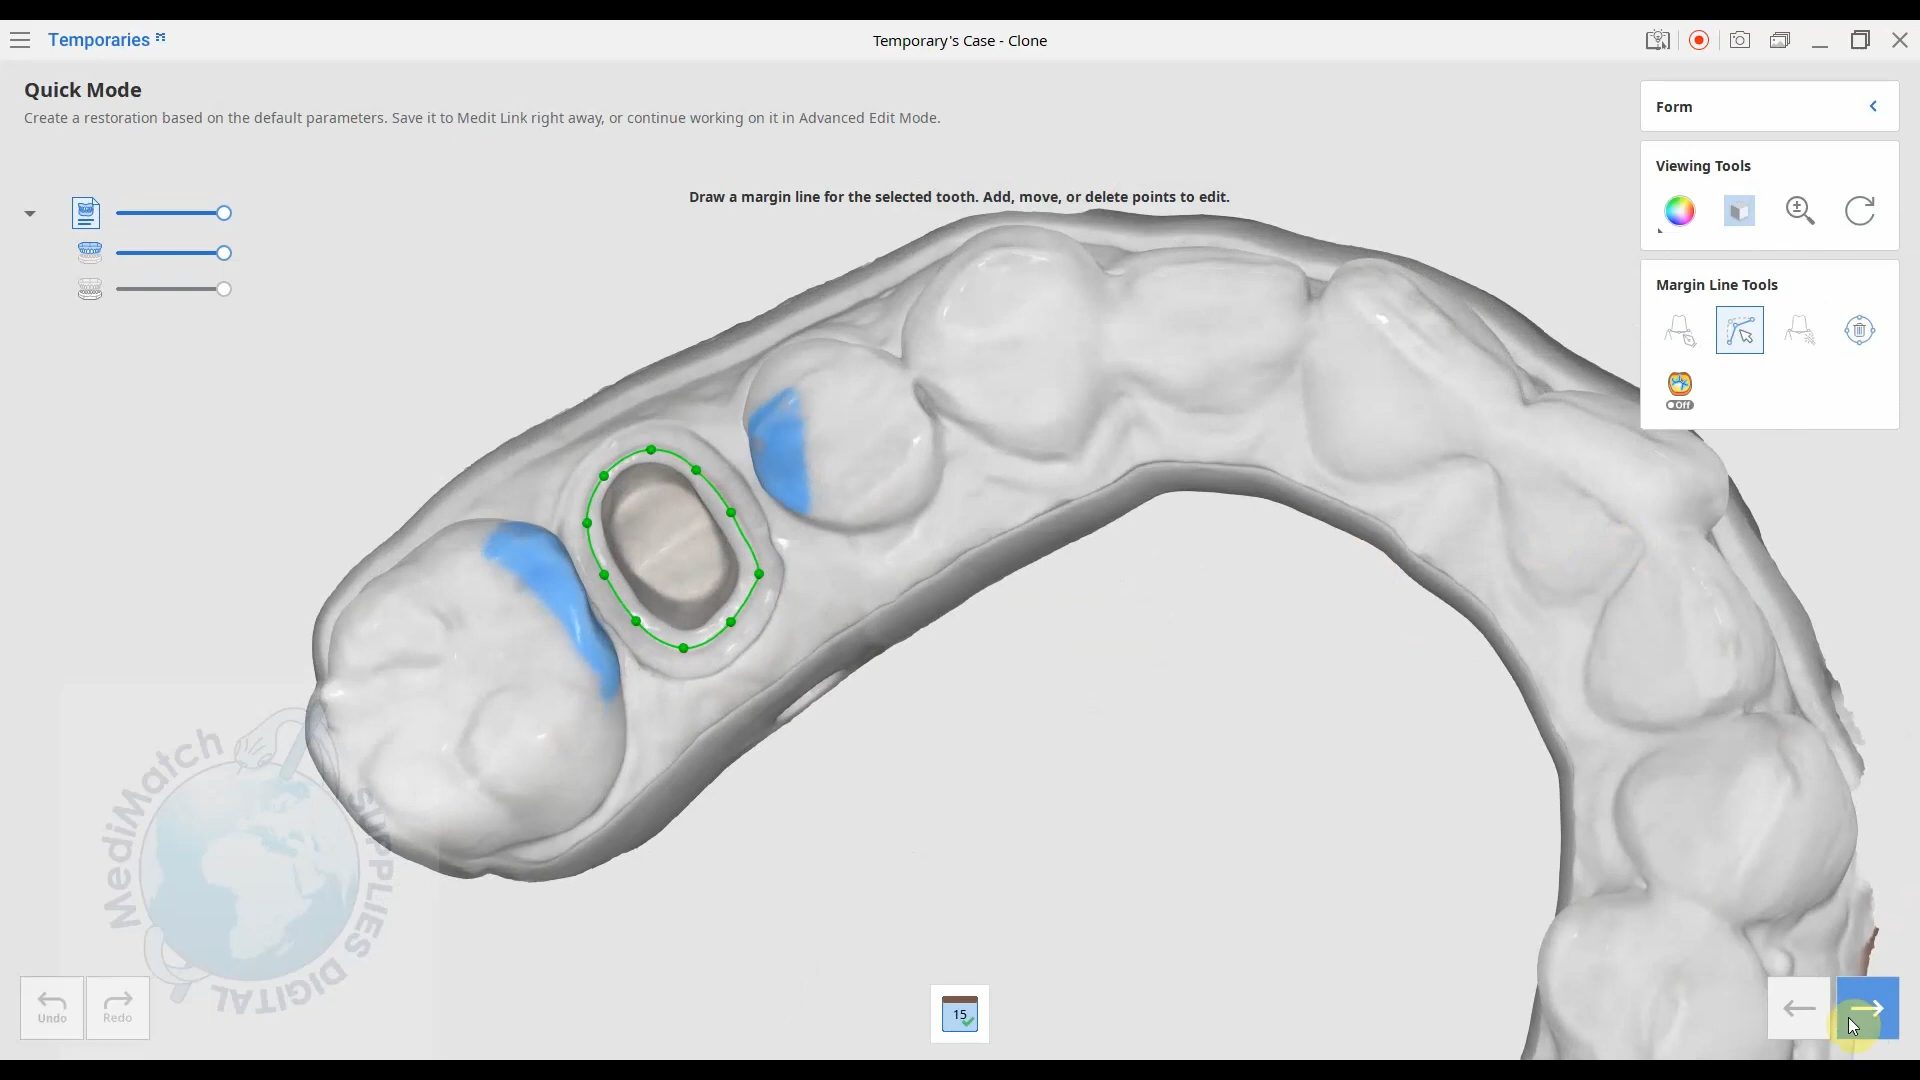 Temporaries
Temporary's Case - Clone
Quick Mode
Create a restoration based on the default parameters. Save it to Medit Link right away, or continue working on it in Advanced Edit Mode.
Form
Viewing Tools
Draw a margin line for the selected tooth. Add, move, or delete points to edit.
Margin Line Tools
Off
MediMatch
DIGITAL SUPPLIES
Undo
Redo
15